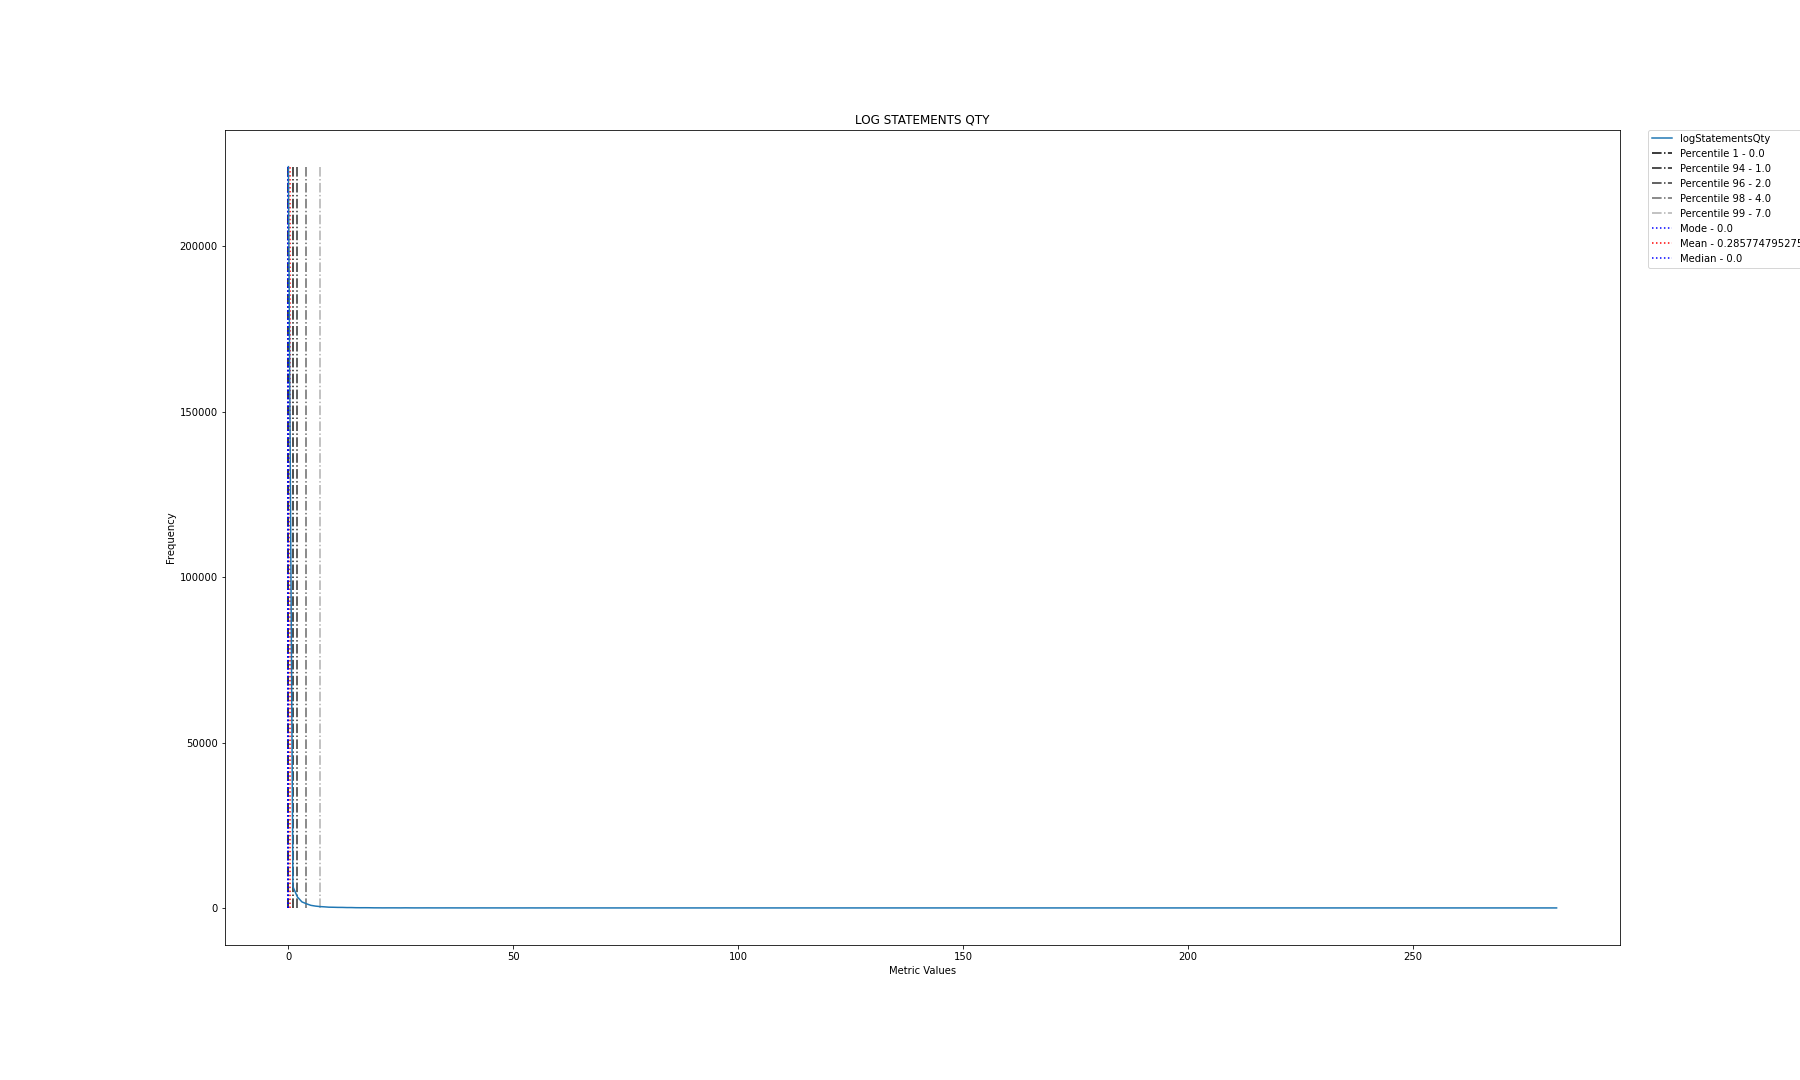 LOG STATEMENTS QTY
logStatementsQty
Percentile 1 - 0.0
Percentile 94 - 1.0
Percentile 96 - 2.0
Percentile 98 - 4.0
Percentile 99 - 7.0
Mode - 0.0
Mean - 0.285774795275
Median - 0.0
200000
150000
100000
50000
0
Frequency
0
50
100
150
200
250
Metric Values